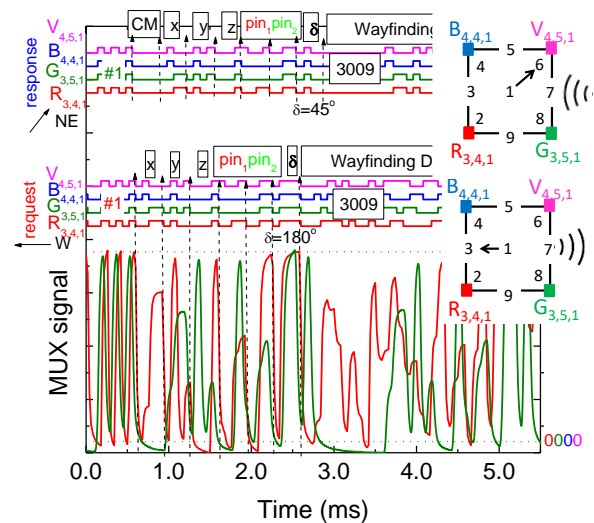 CM x y z pin1pin2 δ Wayfinding
response
V4,5,1
B4,4,1
G3,5,1
R3,4,1
#1
3009
NE
δ=45°
B4,4,1 V4,5,1
5
4 6
3 1 7
2 8
9
R3,4,1 G3,5,1
x y z pin1pin2 δ Wayfinding D
request
V4,5,1
B4,4,1
G3,5,1
R3,4,1
#1
3009
W
δ=180°
B4,4,1 V4,5,1
5
4 6
3 1 7
2 8
9
R3,4,1 G3,5,1
MUX signal
0000
0.0 1.0 2.0 3.0 4.0 5.0
Time (ms)